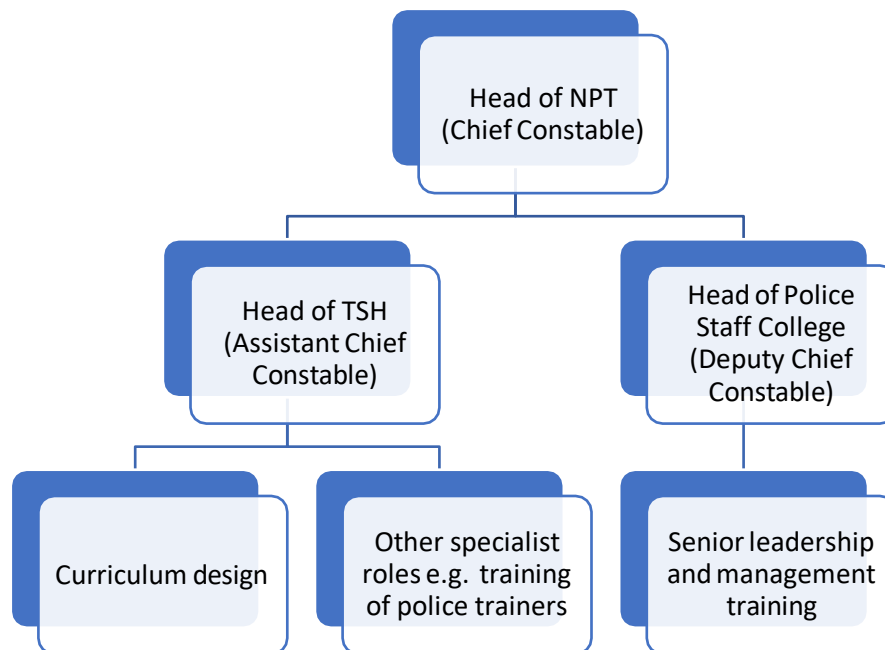 Head of NPT
(Chief Constable)
Head of TSH
(Assistant Chief
Constable)
Head of Police
Staff College
(Deputy Chief
Constable)
Curriculum design
Other specialist
roles e.g. training
of police trainers
Senior leadership
and management
training